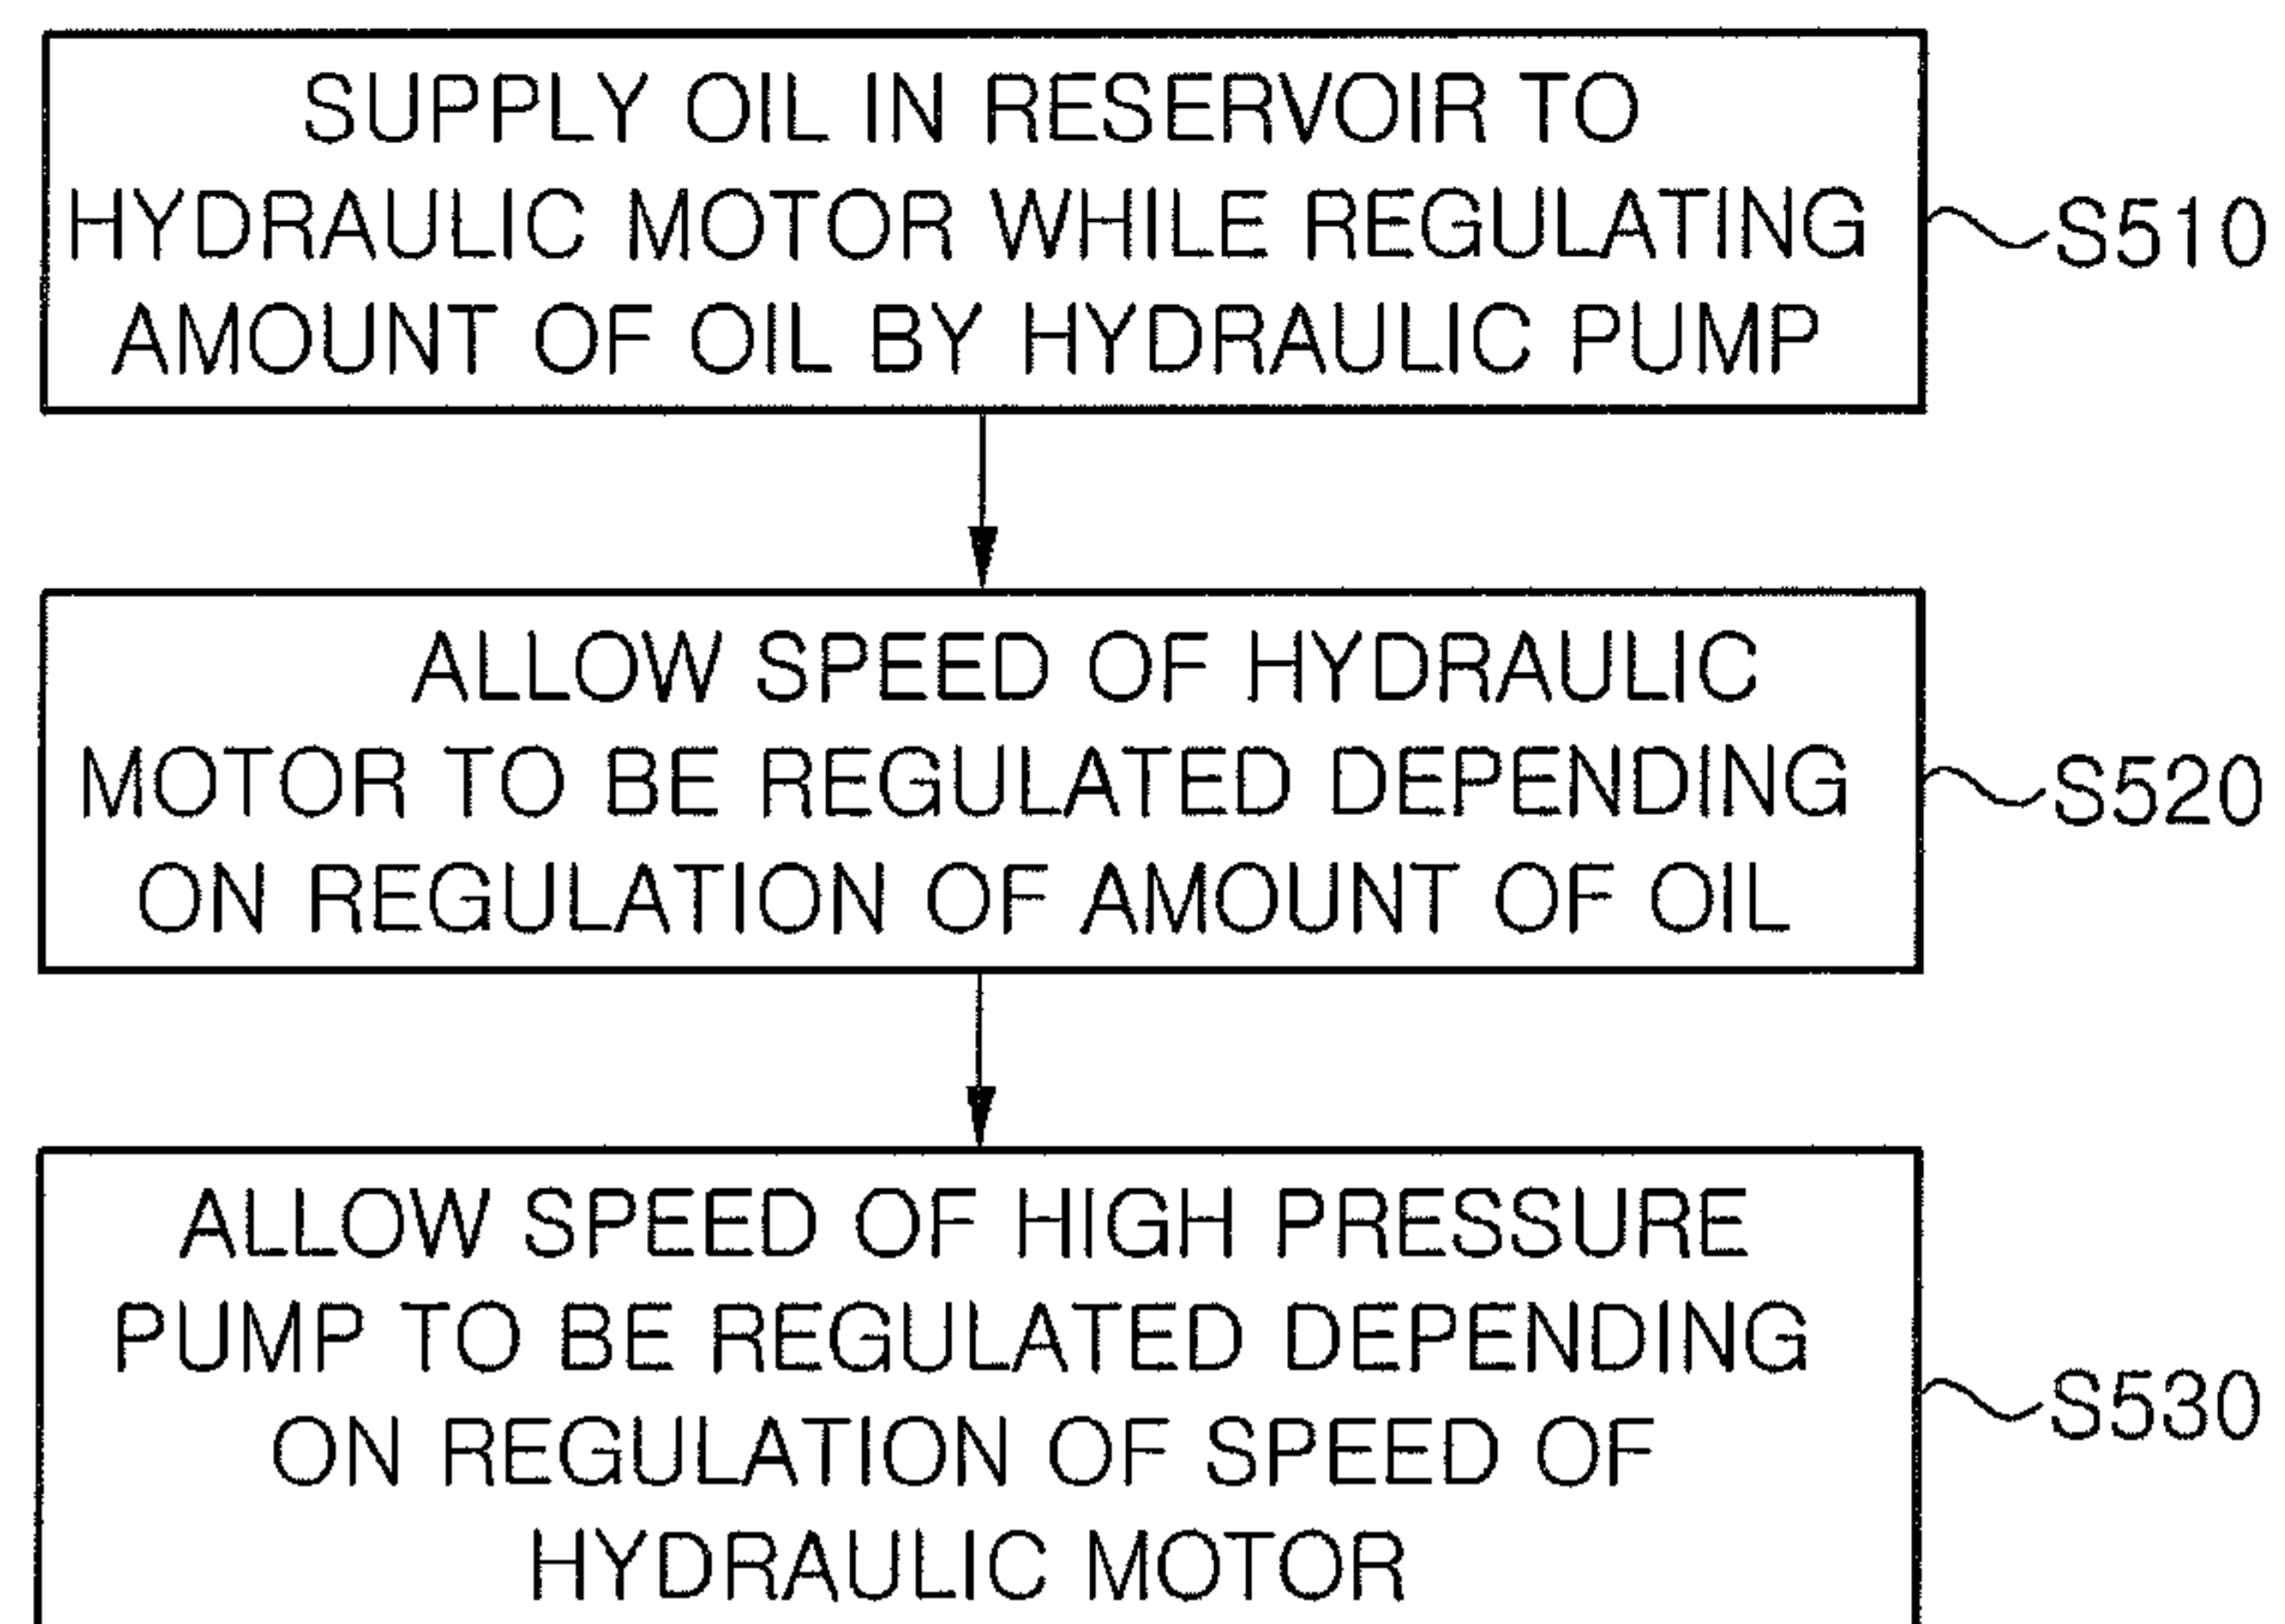 SUPPLY OIL IN RESERVOIR TO
HYDRAULIC MOTOR WHILE REGULATING
AMOUNT OF OIL BY HYDRAULIC PUMP
S510
ALLOW SPEED OF HYDRAULIC
MOTOR TO BE REGULATED DEPENDING
ON REGULATION OF AMOUNT OF OIL
S520
ALLOW SPEED OF HIGH PRESSURE
PUMP TO BE REGULATED DEPENDING
ON REGULATION OF SPEED OF
HYDRAULIC MOTOR
S530